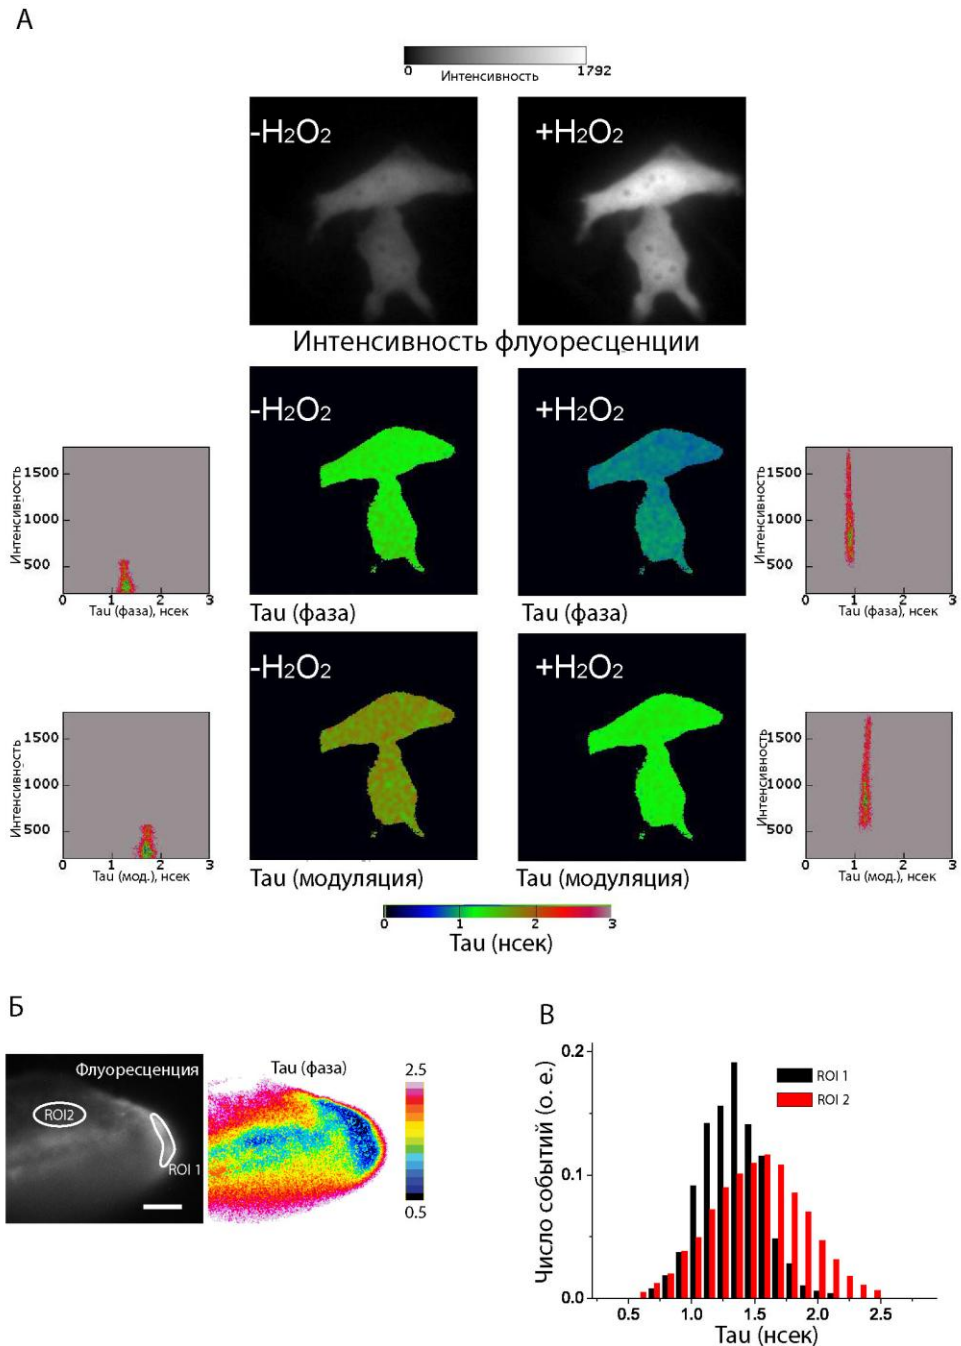 А
0 1792
Интенсивность
-H2O2 +H2O2
Интенсивность флуоресценции
-H2O2 +H2O2
Интенсивность
1500
1000
500
0 1 2 3
Tau (фаза), нсек
Tau (фаза)
Tau (фаза)
Интенсивность
1500
1000
500
0 1 2 3
Tau (фаза), нсек
-H2O2 +H2O2
Интенсивность
1500
1000
500
0 1 2 3
Tau (мод.), нсек
Tau (модуляция)
Tau (модуляция)
Интенсивность
1500
1000
500
0 1 2 3
Tau (мод.), нсек
0 1 2 3
Tau (нсек)
Б
Флуоресценция
ROI2
ROI 1
Tau (фаза)
2.5
0.5
В
Число событий (о. е.)
0.2
0.1
0.0
ROI 1
ROI 2
0.5 1.0 1.5 2.0 2.5
Tau (нсек)